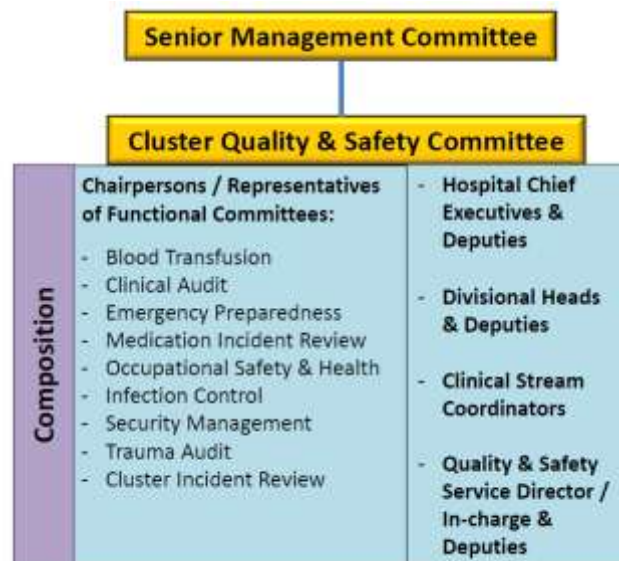 Senior Management Committee
Cluster Quality & Safety Committee
Composition
Chairpersons / Representatives
of Functional Committees:
- Blood Transfusion
- Clinical Audit
- Emergency Preparedness
- Medication Incident Review
- Occupational Safety & Health
- Infection Control
- Security Management
- Trauma Audit
- Cluster Incident Review
- Hospital Chief
Executives &
Deputies
- Divisional Heads
& Deputies
- Clinical Stream
Coordinators
- Quality & Safety
Service Director /
In-charge &
Deputies